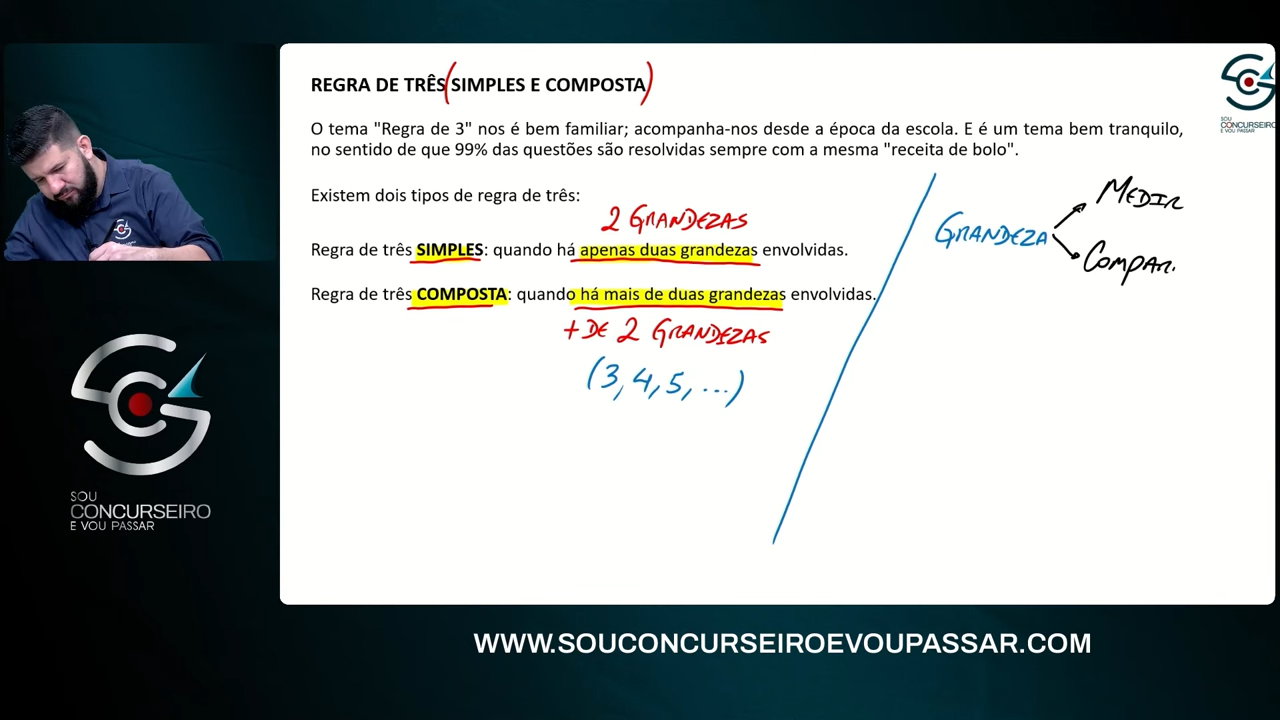 REGRA DE TRÊS (SIMPLES E COMPOSTA)
O tema "Regra de 3" nos é bem familiar; acompanha-nos desde a época da escola. E é um tema bem tranquilo,
no sentido de que 99% das questões são resolvidas sempre com a mesma "receita de bolo".
Existem dois tipos de regra de três:
2 GRANDEZAS
Regra de três SIMPLES: quando há apenas duas grandezas envolvidas.
Regra de três COMPOSTA: quando há mais de duas grandezas envolvidas.
+ DE 2 GRANDEZAS
(3, 4, 5, ...)
GRANDEZA
MEDIR
COMPAR.
SOU
CONCURSEIRO
E VOU PASSAR
SOU
CONCURSEIRO
E VOU PASSAR
WWW.SOUCONCURSEIROEVOUPASSAR.COM